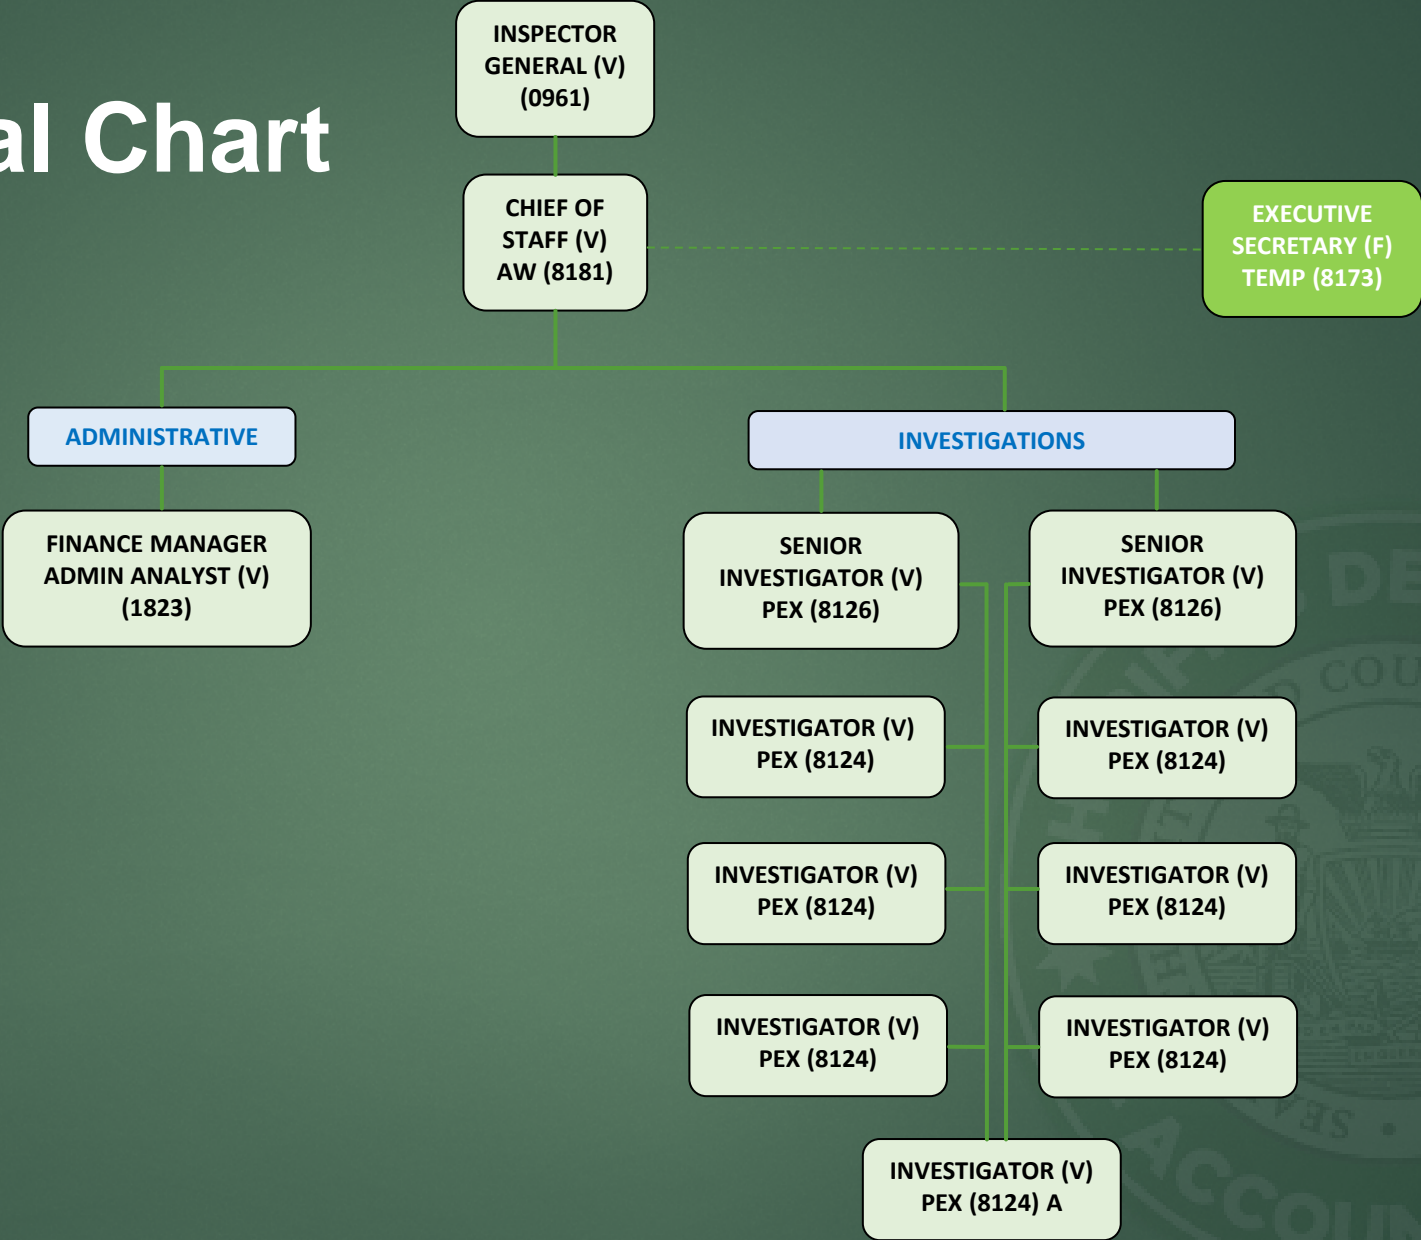 al Chart
INSPECTOR
GENERAL (V)
(0961)
CHIEF OF
STAFF (V)
AW (8181)
EXECUTIVE
SECRETARY (F)
TEMP (8173)
ADMINISTRATIVE
INVESTIGATIONS
FINANCE MANAGER
ADMIN ANALYST (V)
(1823)
SENIOR
INVESTIGATOR (V)
PEX (8126)
SENIOR
INVESTIGATOR (V)
PEX (8126)
INVESTIGATOR (V)
PEX (8124)
INVESTIGATOR (V)
PEX (8124)
INVESTIGATOR (V)
PEX (8124)
INVESTIGATOR (V)
PEX (8124)
INVESTIGATOR (V)
PEX (8124)
INVESTIGATOR (V)
PEX (8124)
INVESTIGATOR (V)
PEX (8124) A